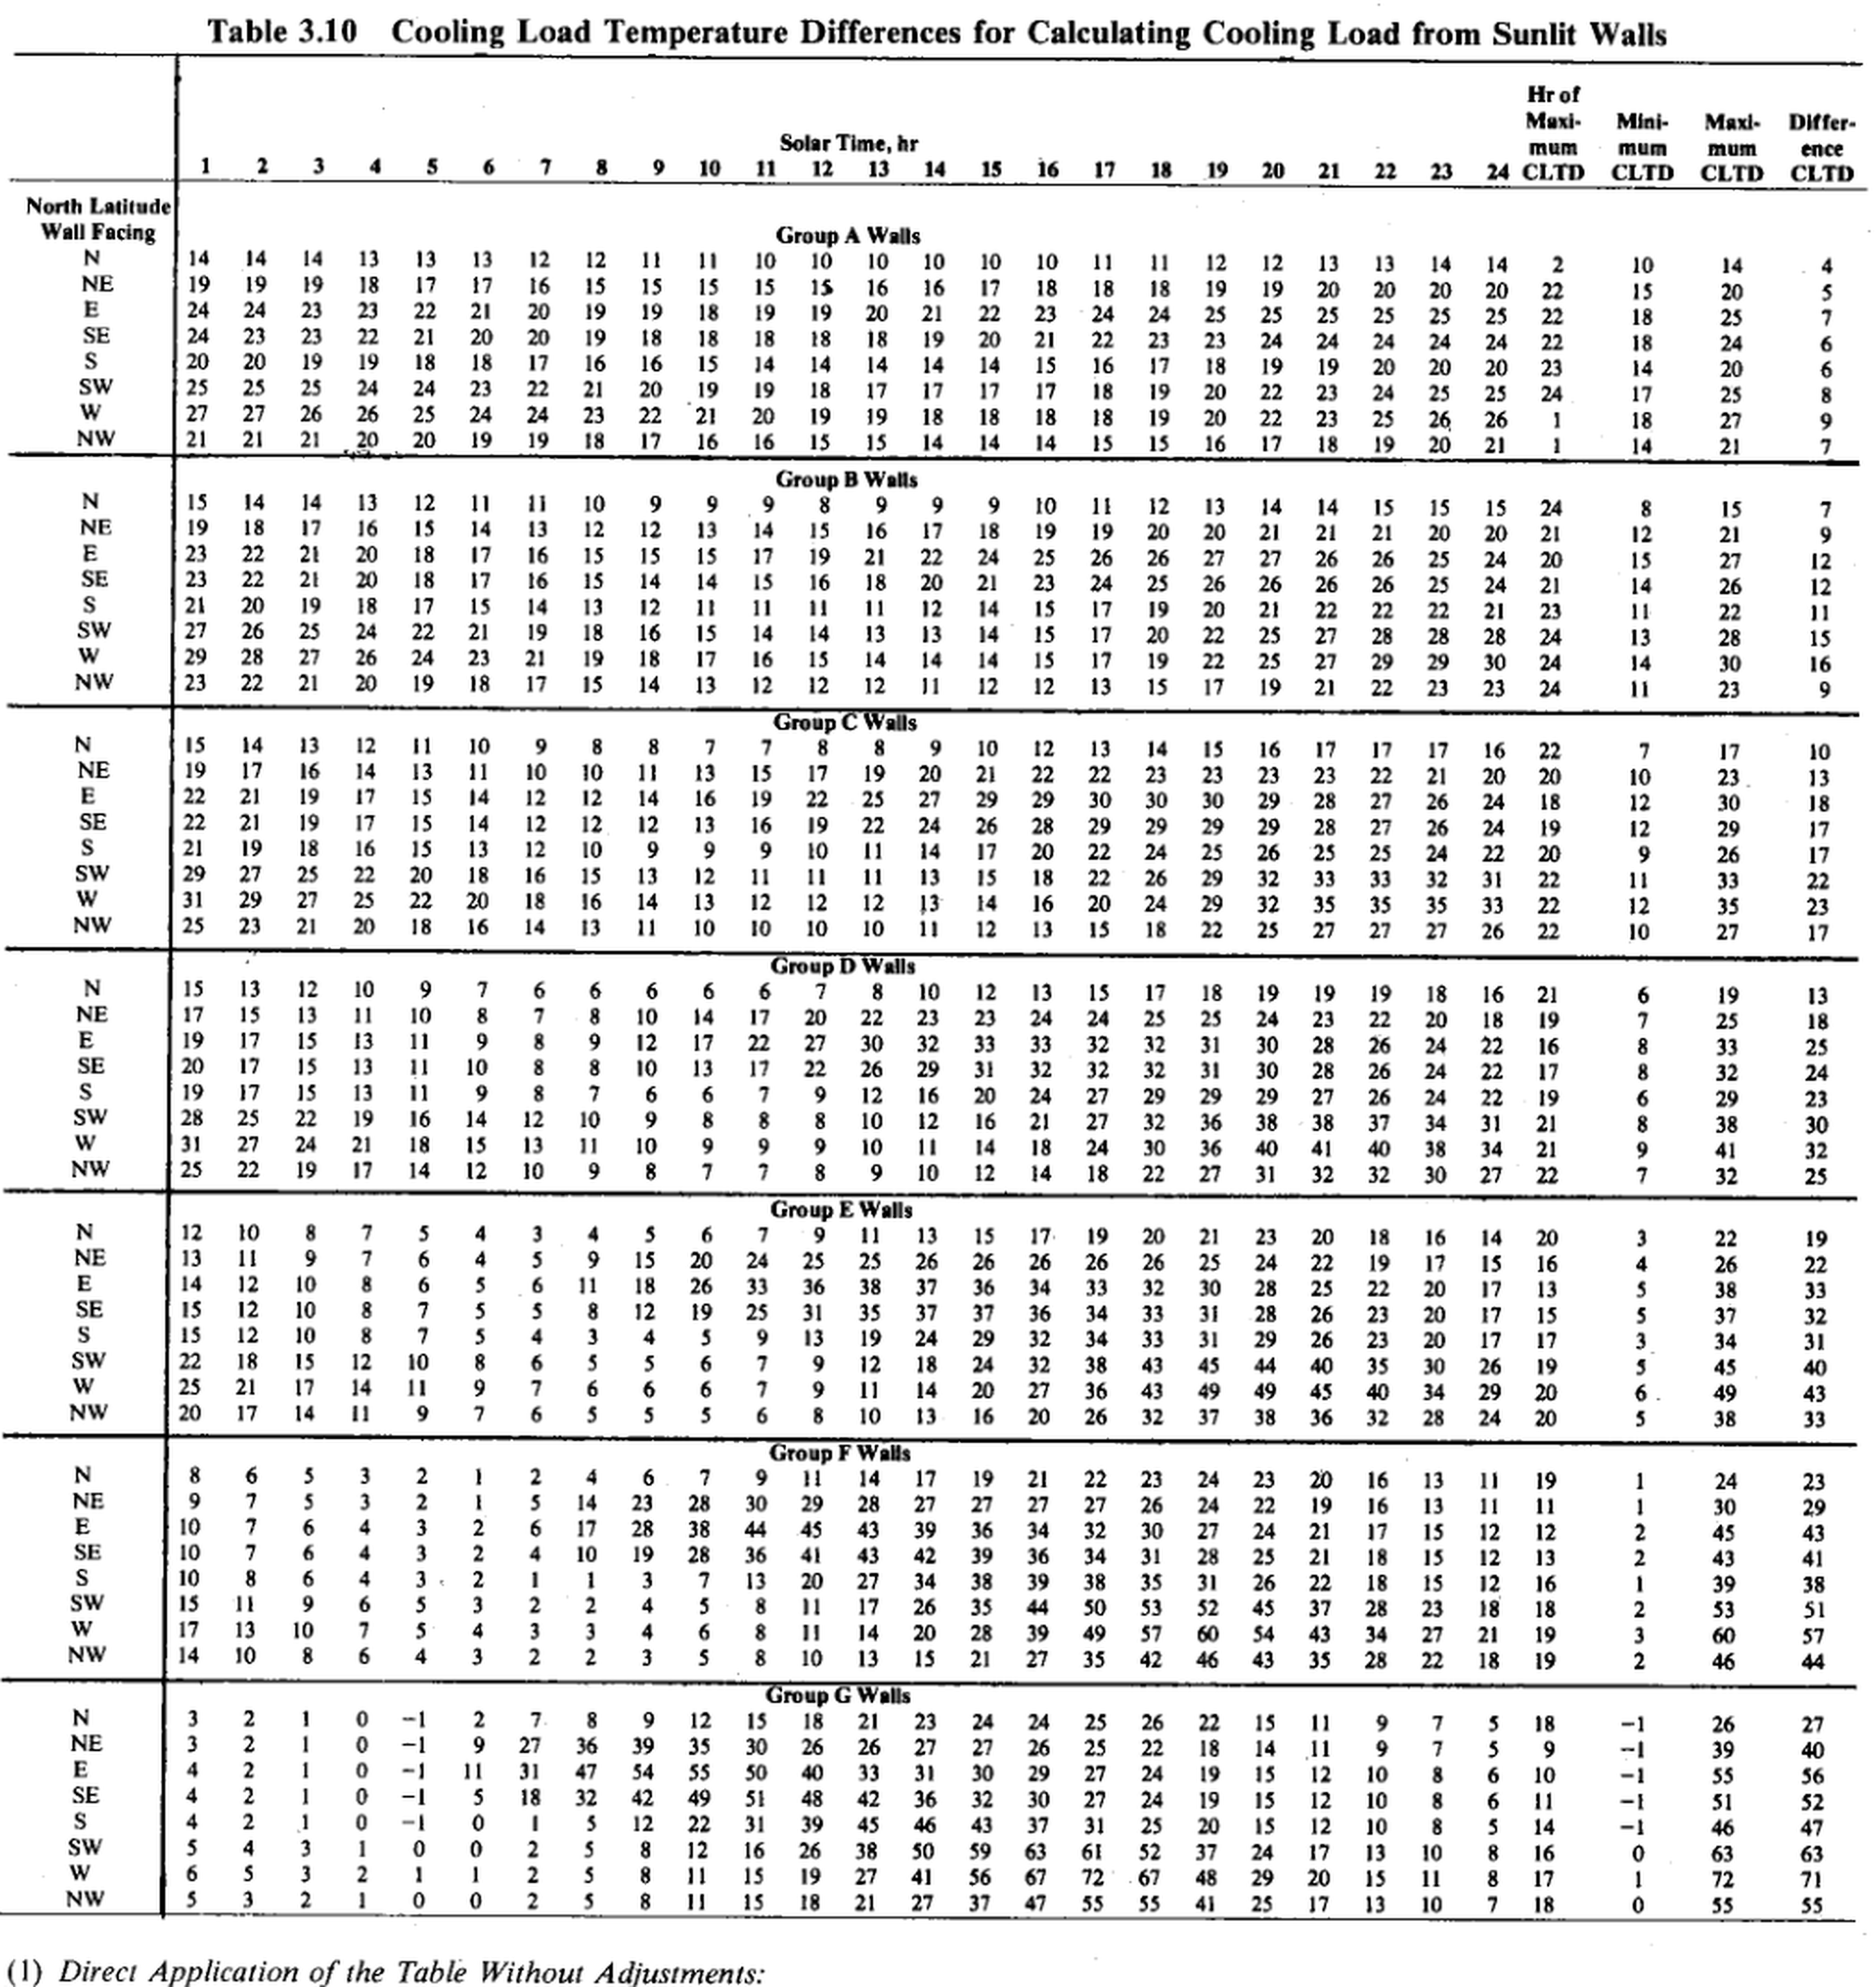 Table 3.10 Cooling Load Temperature Differences for Calculating Cooling Load from Sunlit Walls
Hr of
Maxi- Mini- Maxi- Differ-
Solar Time, hr mum mum mum ence
1 2 3 4 5 6 7 8 9 10 11 12 13 14 15 16 17 18 19 20 21 22 23 24 CLTD CLTD CLTD CLTD
North Latitude
Wall Facing Group A Walls
N 14 14 14 13 13 13 12 12 11 11 10 10 10 10 10 10 11 11 12 12 13 13 14 14 2 10 14 4
NE 19 19 19 18 17 17 16 15 15 15 15 15 16 16 17 18 18 18 19 19 20 20 20 20 22 15 20 5
E 24 24 23 23 22 21 20 19 19 18 19 19 20 21 22 23 24 24 25 25 25 25 25 25 22 18 25 7
SE 24 23 23 22 21 20 20 19 18 18 18 18 18 19 20 21 22 23 23 24 24 24 24 24 22 18 24 6
S 20 20 19 19 18 18 17 16 16 15 14 14 14 14 14 15 16 17 18 19 19 20 20 20 23 14 20 6
SW 25 25 25 24 24 23 22 21 20 19 19 18 17 17 17 17 18 19 20 22 23 24 25 25 24 17 25 8
W 27 27 26 26 25 24 24 23 22 21 20 19 19 18 18 18 18 19 20 22 23 25 26 26 1 18 27 9
NW 21 21 21 20 20 19 19 18 17 16 16 15 15 14 14 14 15 15 16 17 18 19 20 21 1 14 21 7
Group B Walls
N 15 14 14 13 12 11 11 10 9 9 9 8 9 9 9 10 11 12 13 14 14 15 15 15 24 8 15 7
NE 19 18 17 16 15 14 13 12 12 13 14 15 16 17 18 19 19 20 20 21 21 21 20 20 21 12 21 9
E 23 22 21 20 18 17 16 15 15 15 17 19 21 22 24 25 26 26 27 27 26 26 25 24 20 15 27 12
SE 23 22 21 20 18 17 16 15 14 14 15 16 18 20 21 23 24 25 26 26 26 26 25 24 21 14 26 12
S 21 20 19 18 17 15 14 13 12 11 11 11 11 12 14 15 17 19 20 21 22 22 22 21 23 11 22 11
SW 27 26 25 24 22 21 19 18 16 15 14 14 13 13 14 15 17 20 22 25 27 28 28 28 24 13 28 15
W 29 28 27 26 24 23 21 19 18 17 16 15 14 14 14 15 17 19 22 25 27 29 29 30 24 14 30 16
NW 23 22 21 20 19 18 17 15 14 13 12 12 12 11 12 12 13 15 17 19 21 22 23 23 24 11 23 9
Group C Walls
N 15 14 13 12 11 10 9 8 8 7 7 8 8 9 10 12 13 14 15 16 17 17 17 16 22 7 17 10
NE 19 17 16 14 13 11 10 10 11 13 15 17 19 20 21 22 22 23 23 23 23 22 21 20 20 10 23 13
E 22 21 19 17 15 14 12 12 14 16 19 22 25 27 29 29 30 30 30 29 28 27 26 24 18 12 30 18
SE 22 21 19 17 15 14 12 12 12 13 16 19 22 24 26 28 29 29 29 29 28 27 26 24 19 12 29 17
S 21 19 18 16 15 13 12 10 9 9 9 10 11 14 17 20 22 24 25 26 25 25 24 22 20 9 26 17
SW 29 27 25 22 20 18 16 15 13 12 11 11 11 13 15 18 22 26 29 32 33 33 32 31 22 11 33 22
W 31 29 27 25 22 20 18 16 14 13 12 12 12 13 14 16 20 24 29 32 35 35 35 33 22 12 35 23
NW 25 23 21 20 18 16 14 13 11 10 10 10 10 11 12 13 15 18 22 25 27 27 27 26 22 10 27 17
Group D Walls
N 15 13 12 10 9 7 6 6 6 6 6 7 8 10 12 13 15 17 18 19 19 19 18 16 21 6 19 13
NE 17 15 13 11 10 8 7 8 10 14 17 20 22 23 23 24 24 25 25 24 23 22 20 18 19 7 25 18
E 19 17 15 13 11 9 8 9 12 17 22 27 30 32 33 33 32 32 31 30 28 26 24 22 16 8 33 25
SE 20 17 15 13 11 10 8 8 10 13 17 22 26 29 31 32 32 32 31 30 28 26 24 22 17 8 32 24
S 19 17 15 13 11 9 8 7 6 6 7 9 12 16 20 24 27 29 29 29 27 26 24 22 19 6 29 23
SW 28 25 22 19 16 14 12 10 9 8 8 8 10 12 16 21 27 32 36 38 38 37 34 31 21 8 38 30
W 31 27 24 21 18 15 13 11 10 9 9 9 10 11 14 18 24 30 36 40 41 40 38 34 21 9 41 32
NW 25 22 19 17 14 12 10 9 8 7 7 8 9 10 12 14 18 22 27 31 32 32 30 27 22 7 32 25
Group E Walls
N 12 10 8 7 5 4 3 4 5 6 7 9 11 13 15 17 19 20 21 23 20 18 16 14 20 3 22 19
NE 13 11 9 7 6 4 5 9 15 20 24 25 25 26 26 26 26 26 25 24 22 19 17 15 16 4 26 22
E 14 12 10 8 6 5 6 11 18 26 33 36 38 37 36 34 33 32 30 28 25 22 20 17 13 5 38 33
SE 15 12 10 8 7 5 5 8 12 19 25 31 35 37 37 36 34 33 31 28 26 23 20 17 15 5 37 32
S 15 12 10 8 7 5 4 3 4 5 9 13 19 24 29 32 34 33 31 29 26 23 20 17 17 3 34 31
SW 22 18 15 12 10 8 6 5 5 6 7 9 12 18 24 32 38 43 45 44 40 35 30 26 19 5 45 40
W 25 21 17 14 11 9 7 6 6 6 7 9 11 14 20 27 36 43 49 49 45 40 34 29 20 6 49 43
NW 20 17 14 11 9 7 6 5 5 5 6 8 10 13 16 20 26 32 37 38 36 32 28 24 20 5 38 33
Group F Walls
N 8 6 5 3 2 1 2 4 6 7 9 11 14 17 19 21 22 23 24 23 20 16 13 11 19 1 24 23
NE 9 7 5 3 2 1 5 14 23 28 30 29 28 27 27 27 27 26 24 22 19 16 13 11 11 1 30 29
E 10 7 6 4 3 2 6 17 28 38 44 45 43 39 36 34 32 30 27 24 21 17 15 12 12 2 45 43
SE 10 7 6 4 3 2 4 10 19 28 36 41 43 42 39 36 34 31 28 25 21 18 15 12 13 2 43 41
S 10 8 6 4 3 2 1 1 3 7 13 20 27 34 38 39 38 35 31 26 22 18 15 12 16 1 39 38
SW 15 11 9 6 5 3 2 2 4 5 8 11 17 26 35 44 50 53 52 45 37 28 23 18 18 2 53 51
W 17 13 10 7 5 4 3 3 4 6 8 11 14 20 28 39 49 57 60 54 43 34 27 21 19 3 60 57
NW 14 10 8 6 4 3 2 2 3 5 8 10 13 15 21 27 35 42 46 43 35 28 22 18 19 2 46 44
Group G Walls
N 3 2 1 0 −1 2 7 8 9 12 15 18 21 23 24 24 25 26 22 15 11 9 7 5 18 −1 26 27
NE 3 2 1 0 −1 9 27 36 39 35 30 26 26 27 27 26 25 22 18 14 11 9 7 5 9 −1 39 40
E 4 2 1 0 −1 11 31 47 54 55 50 40 33 31 30 29 27 24 19 15 12 10 8 6 10 −1 55 56
SE 4 2 1 0 −1 5 18 32 42 49 51 48 42 36 32 30 27 24 19 15 12 10 8 6 11 −1 51 52
S 4 2 1 0 −1 0 1 5 12 22 31 39 45 46 43 37 31 25 20 15 12 10 8 5 14 −1 46 47
SW 5 4 3 1 0 0 2 5 8 12 16 26 38 50 59 63 61 52 37 24 17 13 10 8 16 0 63 63
W 6 5 3 2 1 1 2 5 8 11 15 19 27 41 56 67 72 67 48 29 20 15 11 8 17 1 72 71
NW 5 3 2 1 0 0 2 5 8 11 15 18 21 27 37 47 55 55 41 25 17 13 10 7 18 0 55 55
(1) Direct Application of the Table Without Adjustments: